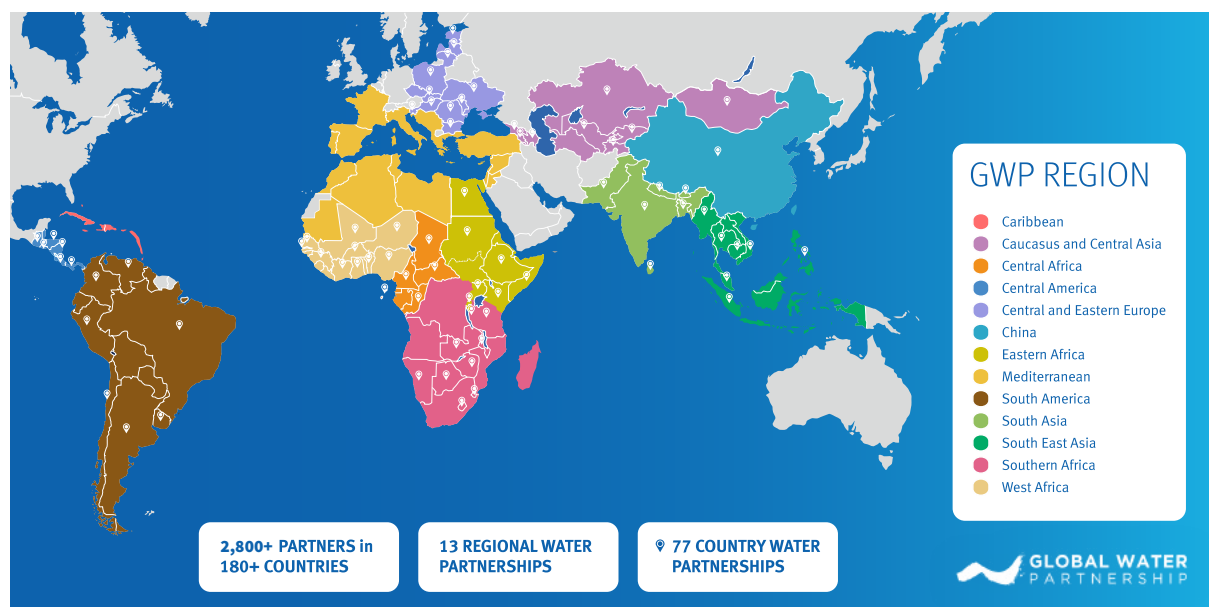 GWP REGION
Caribbean
Caucasus and Central Asia
Central Africa
Central America
Central and Eastern Europe
China
Eastern Africa
Mediterranean
South America
South Asia
South East Asia
Southern Africa
West Africa
2,800+ PARTNERS in
180+ COUNTRIES
13 REGIONAL WATER
PARTNERSHIPS
77 COUNTRY WATER
PARTNERSHIPS
GLOBAL WATER
PARTNERSHIP